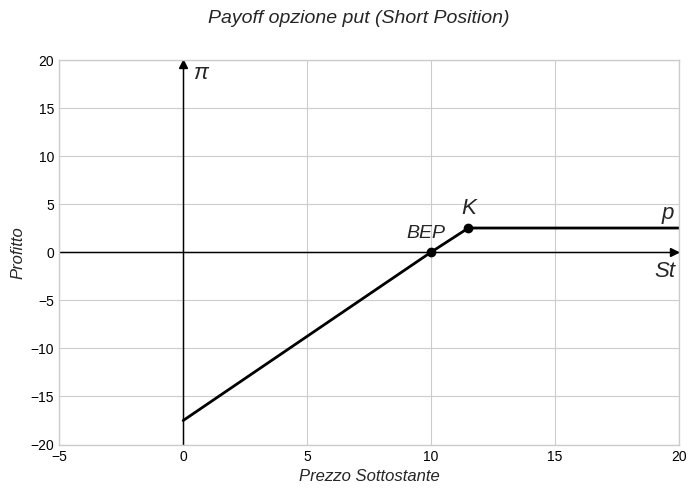 Payoff opzione put (Short Position)
20
π
15
10
5
K
p
BEP
0
St
Profitto
−5
−10
−15
−20
−5 0 5 10 15 20
Prezzo Sottostante